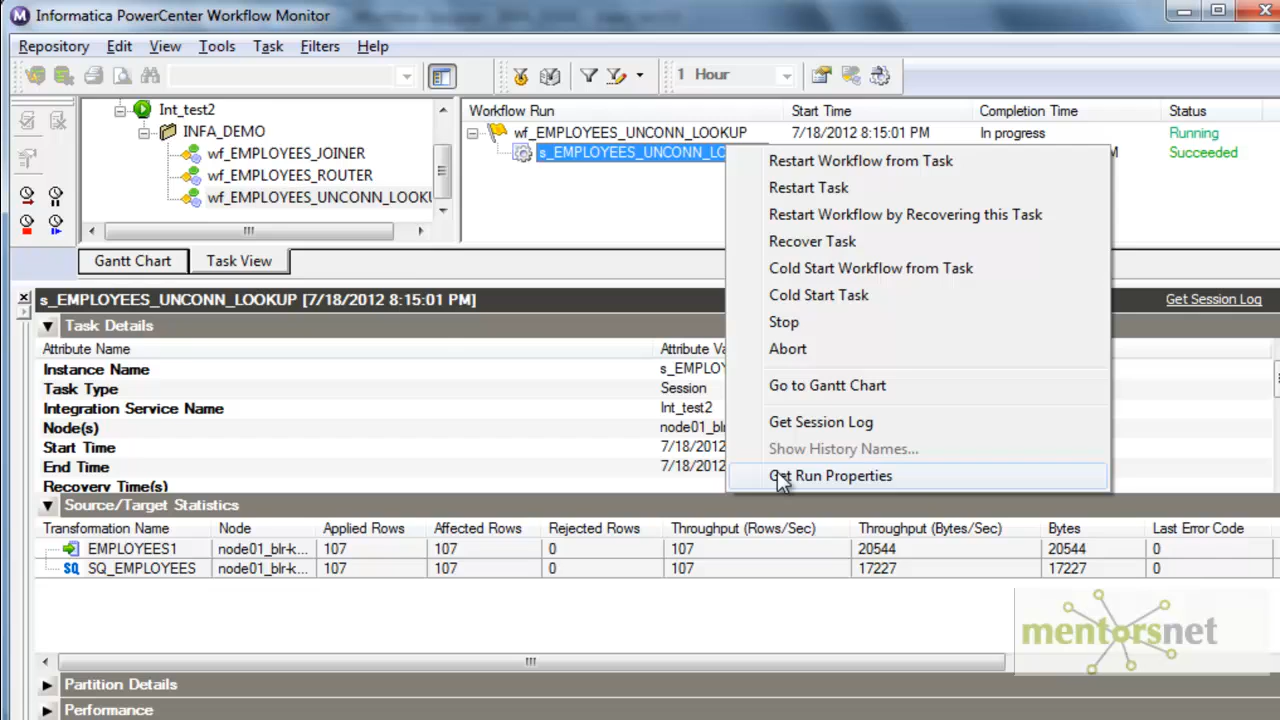 Informatica PowerCenter Workflow Monitor
Repository Edit View Tools Task Filters Help
1 Hour
Int_test2
INFA_DEMO
wf_EMPLOYEES_JOINER
wf_EMPLOYEES_ROUTER
wf_EMPLOYEES_UNCONN_LOOKU
Gantt Chart Task View
Workflow Run Start Time Completion Time Status
wf_EMPLOYEES_UNCONN_LOOKUP 7/18/2012 8:15:01 PM In progress Running
s_EMPLOYEES_UNCONN_LO M Succeeded
Restart Workflow from Task
Restart Task
Restart Workflow by Recovering this Task
Recover Task
Cold Start Workflow from Task
Cold Start Task
Stop
Abort
Go to Gantt Chart
Get Session Log
Show History Names...
Get Run Properties
s_EMPLOYEES_UNCONN_LOOKUP [7/18/2012 8:15:01 PM] Get Session Log
Task Details
Attribute Name Attribute Va
Instance Name s_EMPLOY
Task Type Session
Integration Service Name Int_test2
Node(s) node01_blr
Start Time 7/18/2012
End Time 7/18/2012
Recovery Time(s)
Source/Target Statistics
Transformation Name Node Applied Rows Affected Rows Rejected Rows Throughput (Rows/Sec) Throughput (Bytes/Sec) Bytes Last Error Code
EMPLOYEES1 node01_blr-k... 107 107 0 107 20544 20544 0
SQ SQ_EMPLOYEES node01_blr-k... 107 107 0 107 17227 17227 0
mentorsnet
Partition Details
Performance